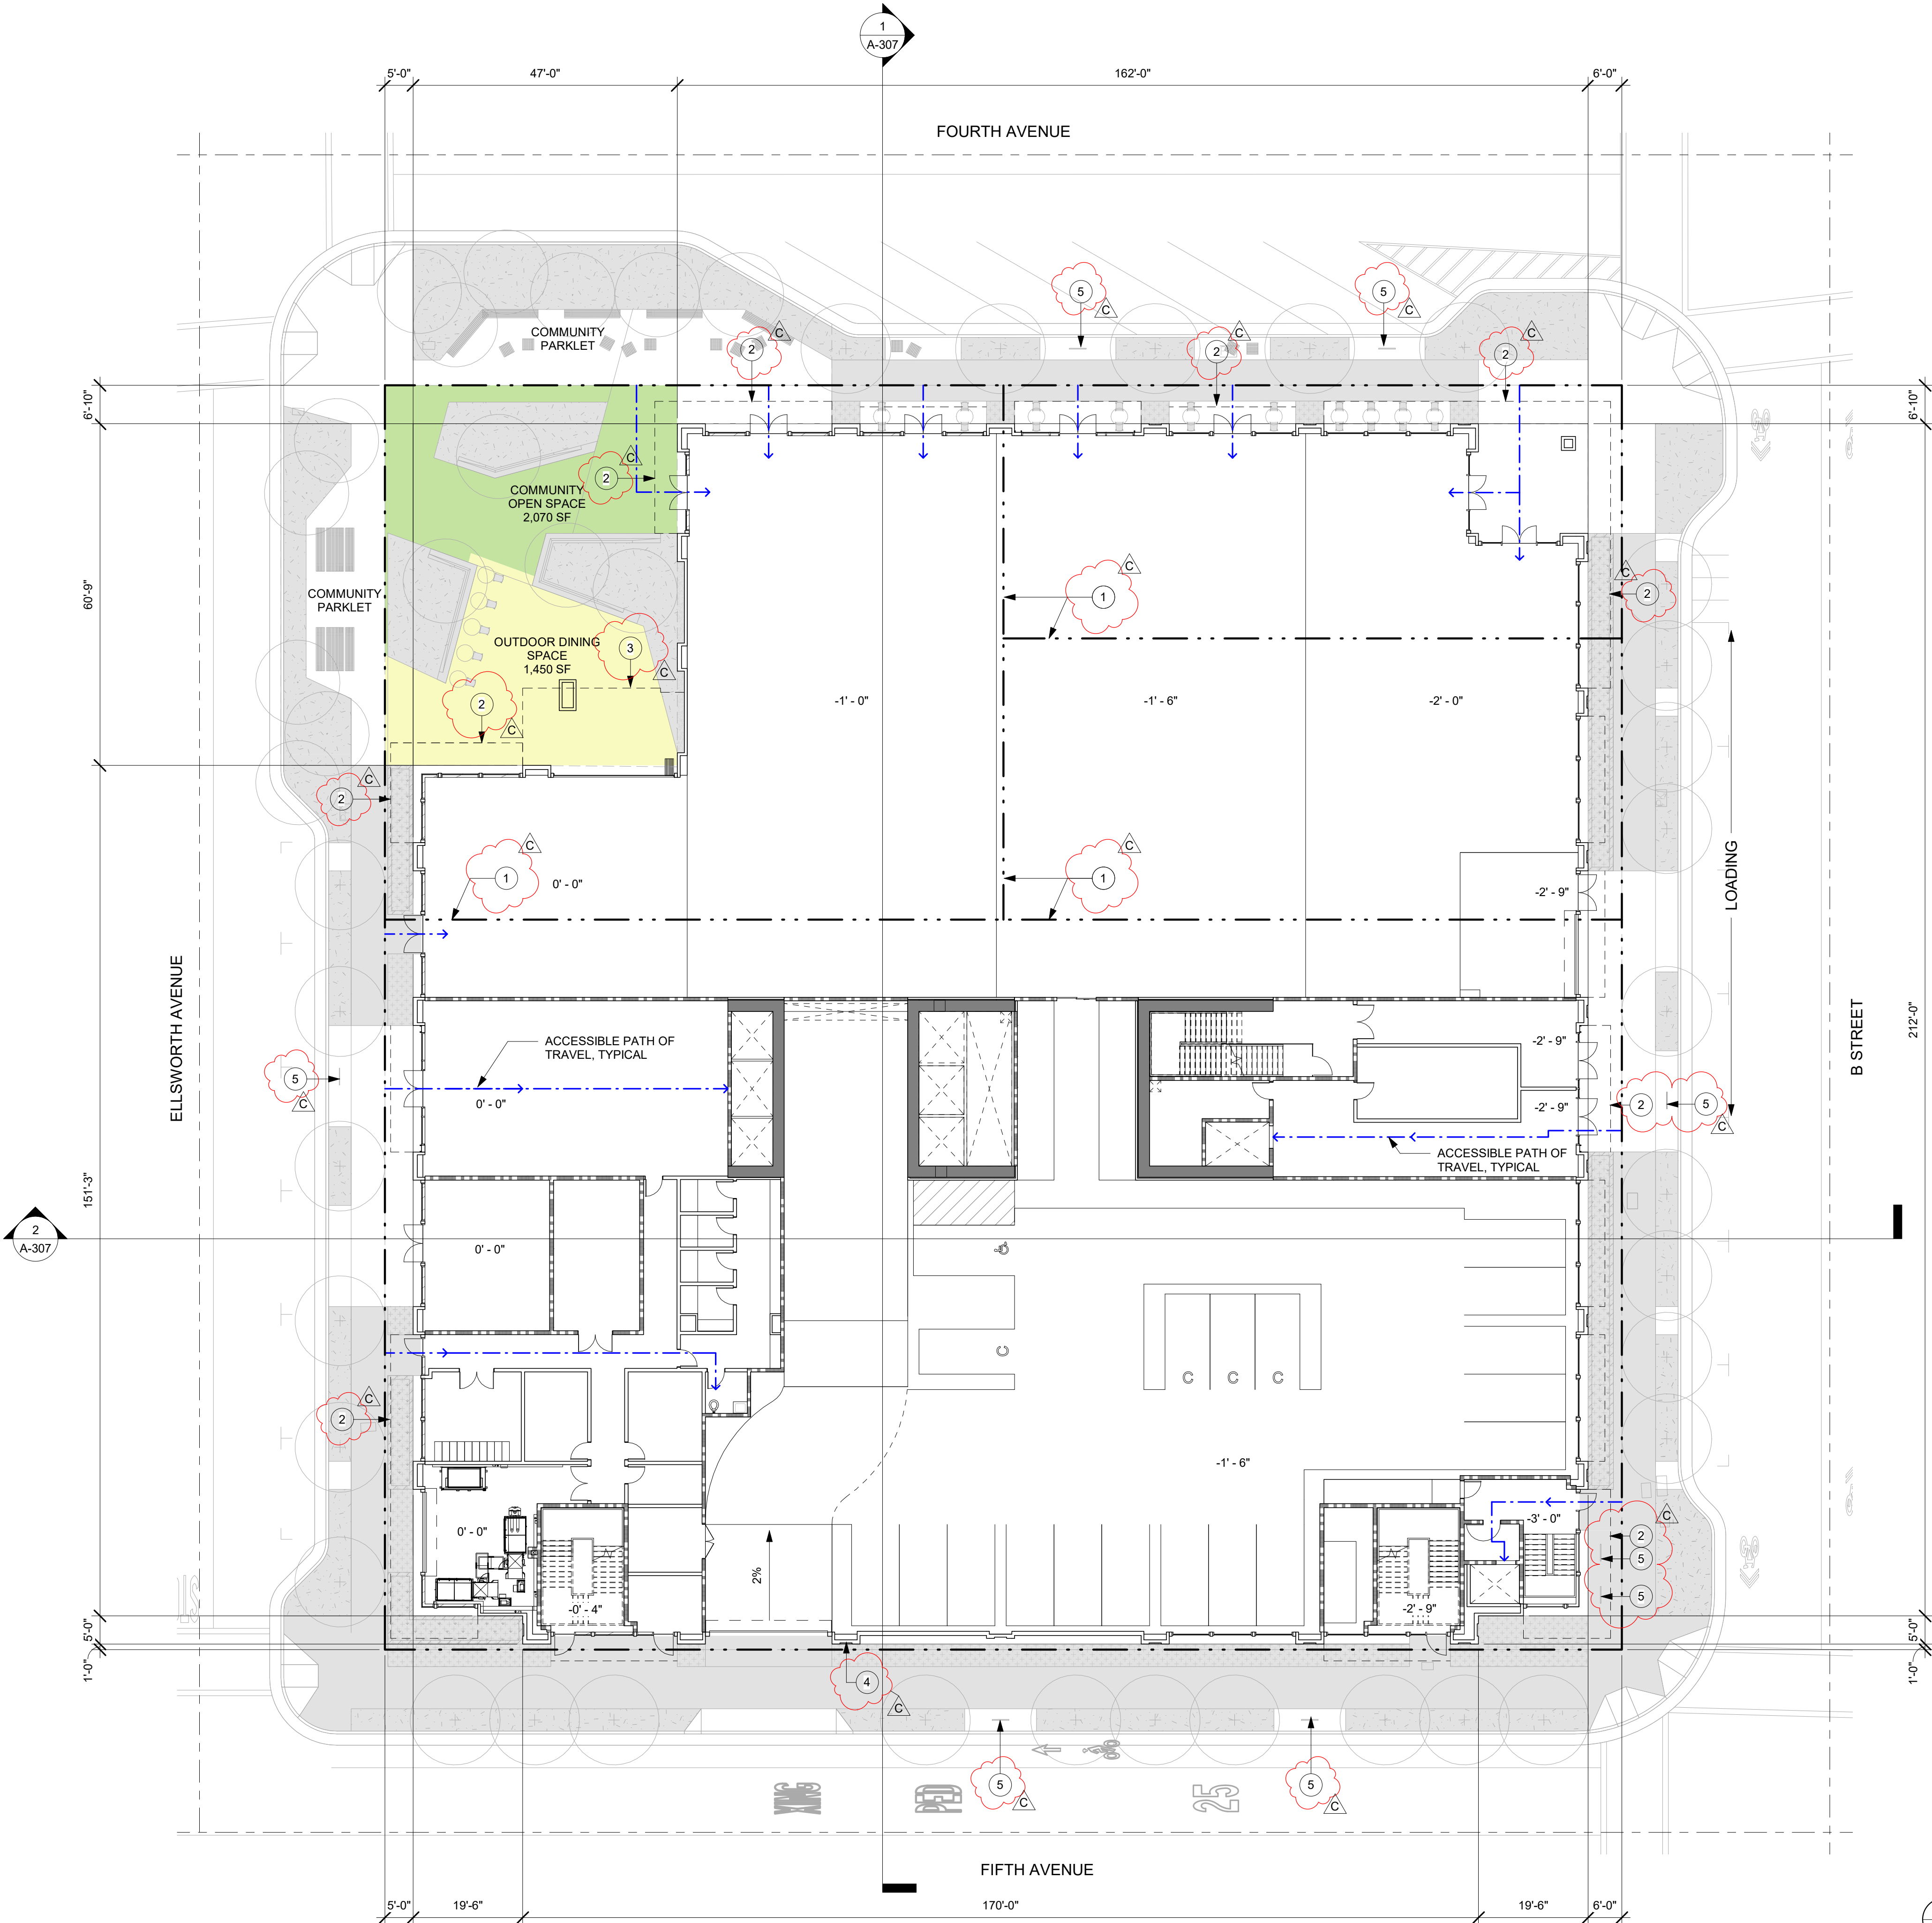 1
A-307
5'-0"
47'-0"
162'-0"
6'-0"
FOURTH AVENUE
5
C
5
C
COMMUNITY
PARKLET
2
C
2
C
2
C
6'-10"
6'-10"
2
C
COMMUNITY
OPEN SPACE
2,070 SF
COMMUNITY
PARKLET
1
C
2
C
60'-9"
OUTDOOR DINING
SPACE
1,450 SF
3
C
2
C
-1' - 0"
-1' - 6"
-2' - 0"
2
C
1
C
0' - 0"
1
C
-2' - 9"
LOADING
ELLSWORTH AVENUE
B STREET
212'-0"
ACCESSIBLE PATH OF
TRAVEL, TYPICAL
-2' - 9"
5
C
0' - 0"
-2' - 9"
2
5
C
ACCESSIBLE PATH OF
TRAVEL, TYPICAL
151'-3"
2
A-307
0' - 0"
C
C
C
C
2
C
-1' - 6"
0' - 0"
-3' - 0"
2
C
5
5
2%
-0' - 4"
-2' - 9"
5'-0"
1'-0"
5'-0"
1'-0"
4
C
5
C
5
C
XING
PED
25
FIFTH AVENUE
5'-0"
19'-6"
170'-0"
19'-6"
6'-0"